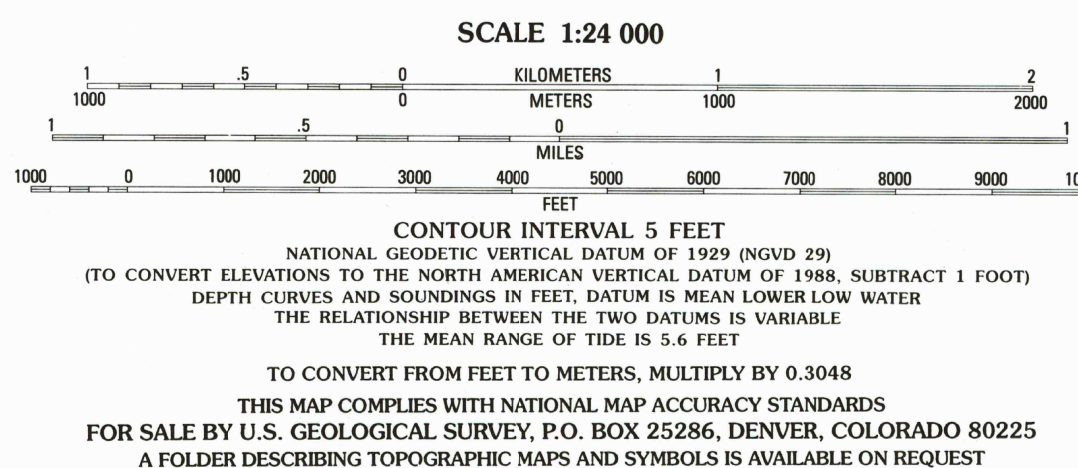 SCALE 1:24 000
1 .5 0 KILOMETERS 1 2
1000 0 METERS 1000 2000
1 .5 0 1
MILES
1000 0 1000 2000 3000 4000 5000 6000 7000 8000 9000 10
FEET
CONTOUR INTERVAL 5 FEET
NATIONAL GEODETIC VERTICAL DATUM OF 1929 (NGVD 29)
(TO CONVERT ELEVATIONS TO THE NORTH AMERICAN VERTICAL DATUM OF 1988, SUBTRACT 1 FOOT)
DEPTH CURVES AND SOUNDINGS IN FEET, DATUM IS MEAN LOWER LOW WATER
THE RELATIONSHIP BETWEEN THE TWO DATUMS IS VARIABLE
THE MEAN RANGE OF TIDE IS 5.6 FEET
TO CONVERT FROM FEET TO METERS, MULTIPLY BY 0.3048
THIS MAP COMPLIES WITH NATIONAL MAP ACCURACY STANDARDS
FOR SALE BY U.S. GEOLOGICAL SURVEY, P.O. BOX 25286, DENVER, COLORADO 80225
A FOLDER DESCRIBING TOPOGRAPHIC MAPS AND SYMBOLS IS AVAILABLE ON REQUEST